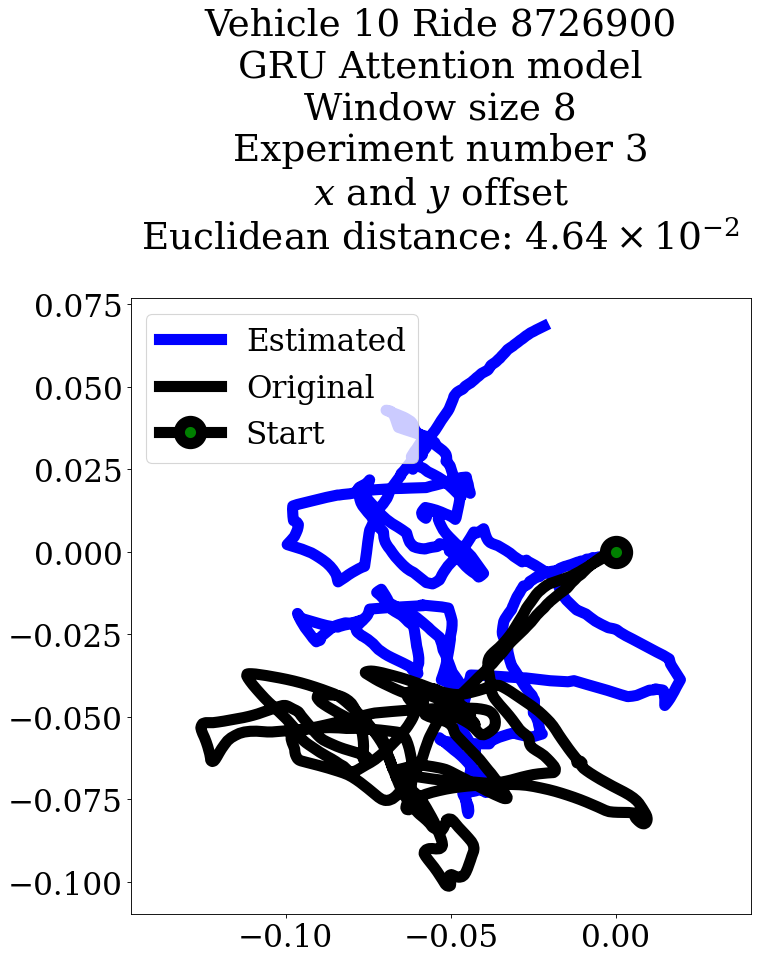 Vehicle 10 Ride 8726900
GRU Attention model
Window size 8
Experiment number 3
x and y offset
Euclidean distance: 4.64 × 10⁻²
0.075
0.050
0.025
0.000
−0.025
−0.050
−0.075
−0.100
Estimated
Original
Start
−0.10 −0.05 0.00